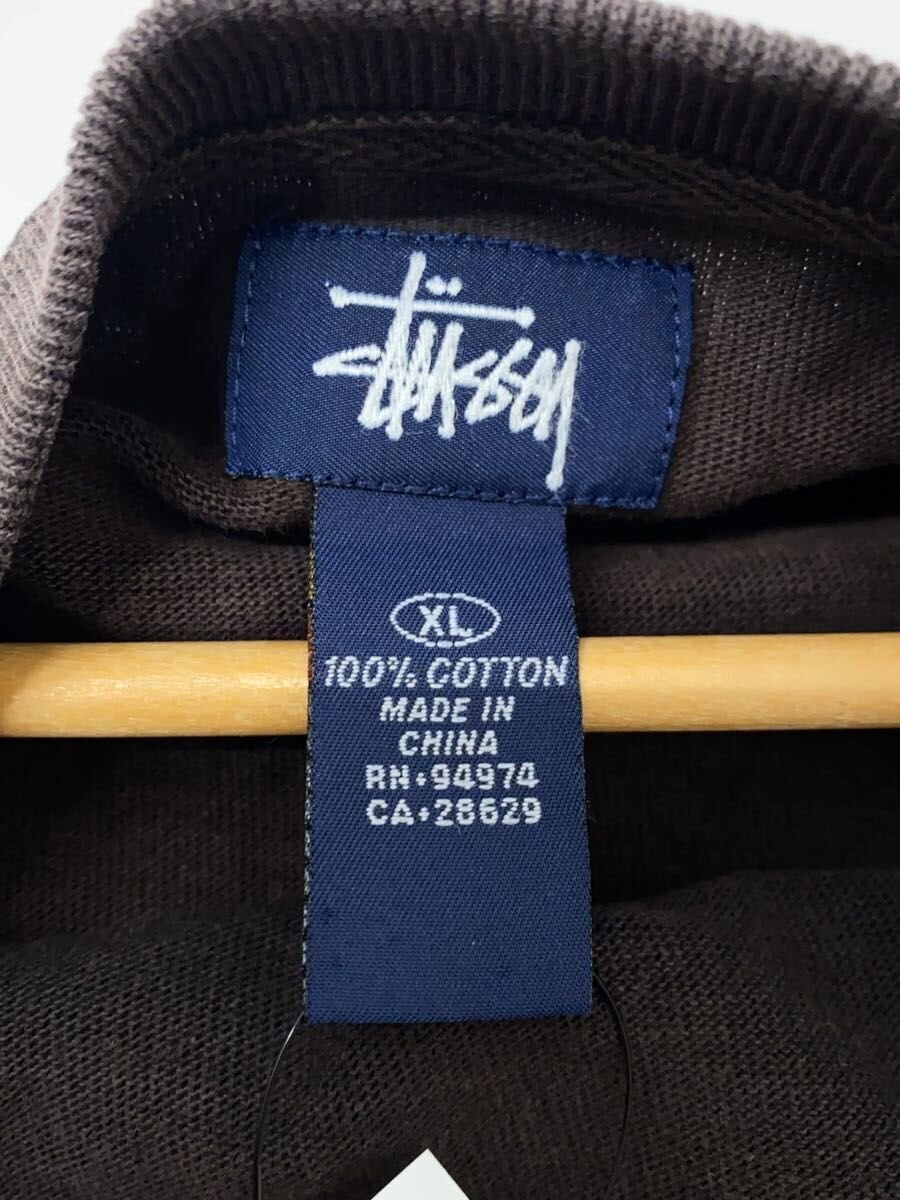 Stüssy
XL
100% COTTON
MADE IN
CHINA
RN•94974
CA•28629